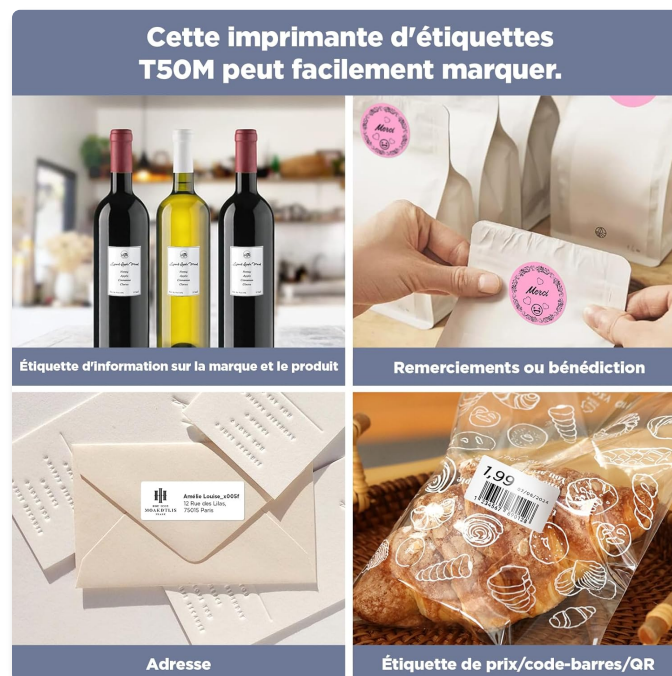 Cette imprimante d'étiquettes
T50M peut facilement marquer.
Merci
Merci
Étiquette d'information sur la marque et le produit
Remerciements ou bénédiction
Amélie Louise_x005f
12 Rue des Lilas,
75015 Paris
1,99
Adresse
Étiquette de prix/code-barres/QR